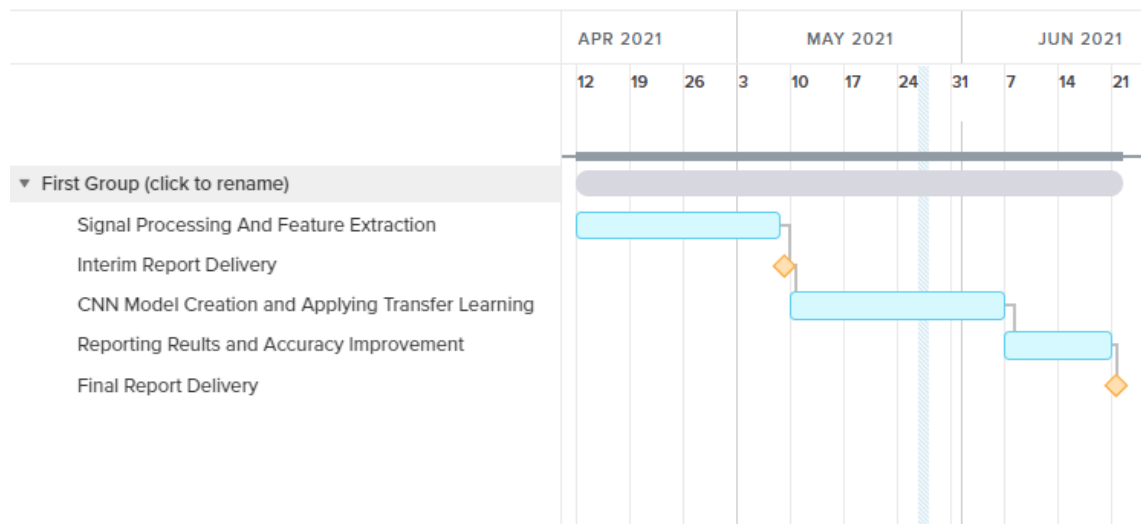 APR 2021 MAY 2021 JUN 2021
12 19 26 3 10 17 24 31 7 14 21
First Group (click to rename)
Signal Processing And Feature Extraction
Interim Report Delivery
CNN Model Creation and Applying Transfer Learning
Reporting Reults and Accuracy Improvement
Final Report Delivery